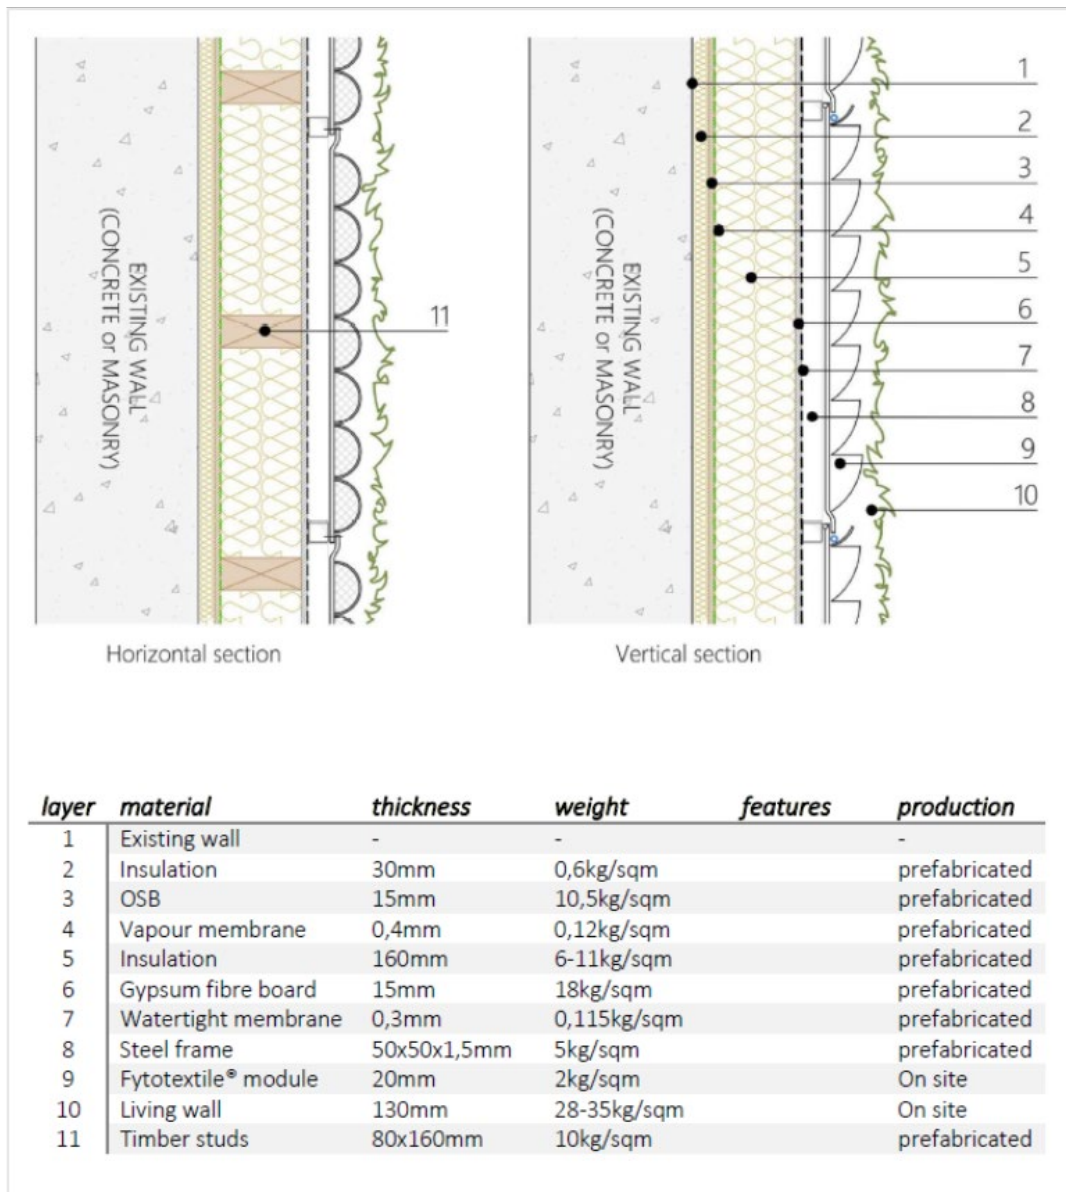 EXISTING WALL
(CONCRETE or MASONRY)
11
EXISTING WALL
(CONCRETE or MASONRY)
1
2
3
4
5
6
7
8
9
10
Horizontal section
Vertical section
layer material thickness weight features production
1 Existing wall - - -
2 Insulation 30mm 0,6kg/sqm prefabricated
3 OSB 15mm 10,5kg/sqm prefabricated
4 Vapour membrane 0,4mm 0,12kg/sqm prefabricated
5 Insulation 160mm 6-11kg/sqm prefabricated
6 Gypsum fibre board 15mm 18kg/sqm prefabricated
7 Watertight membrane 0,3mm 0,115kg/sqm prefabricated
8 Steel frame 50x50x1,5mm 5kg/sqm prefabricated
9 Fytotextile® module 20mm 2kg/sqm On site
10 Living wall 130mm 28-35kg/sqm On site
11 Timber studs 80x160mm 10kg/sqm prefabricated